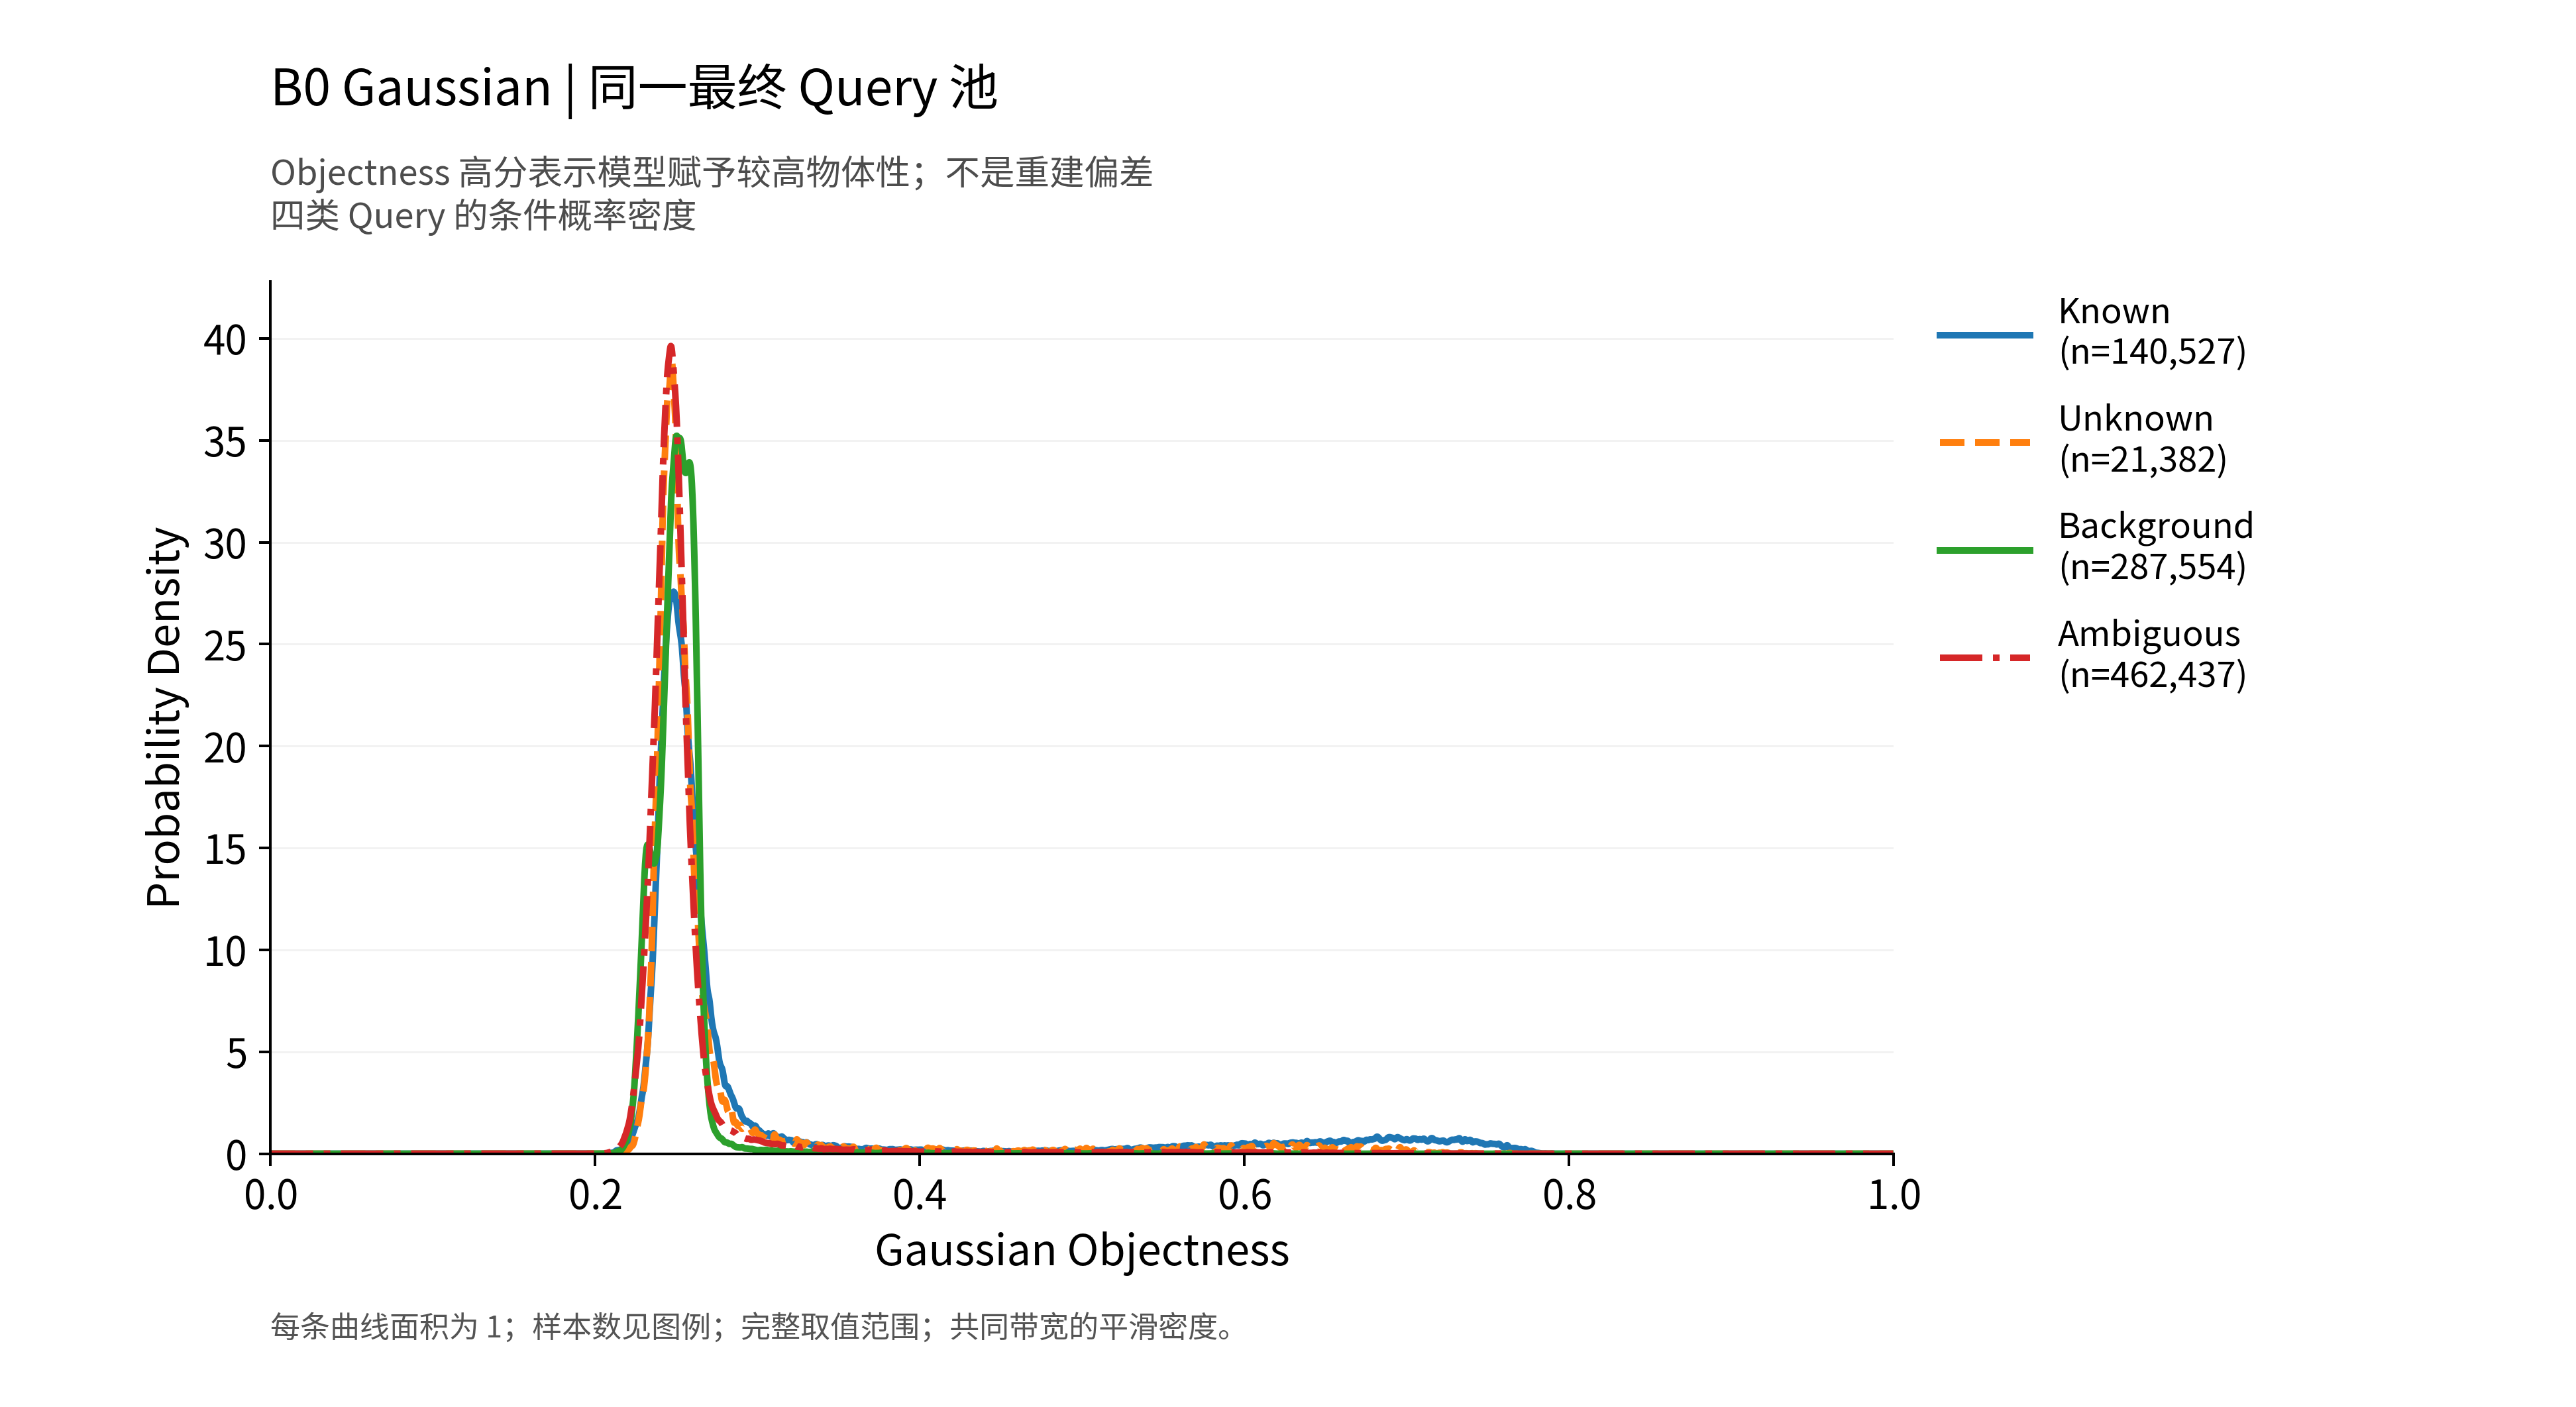 B0 Gaussian | 同一最终 Query 池
Objectness 高分表示模型赋予较高物体性；不是重建偏差
四类 Query 的条件概率密度
Probability Density
40
35
30
25
20
15
10
5
0
0.0
0.2
0.4
0.6
0.8
1.0
Gaussian Objectness
Known
(n=140,527)
Unknown
(n=21,382)
Background
(n=287,554)
Ambiguous
(n=462,437)
每条曲线面积为 1；样本数见图例；完整取值范围；共同带宽的平滑密度。